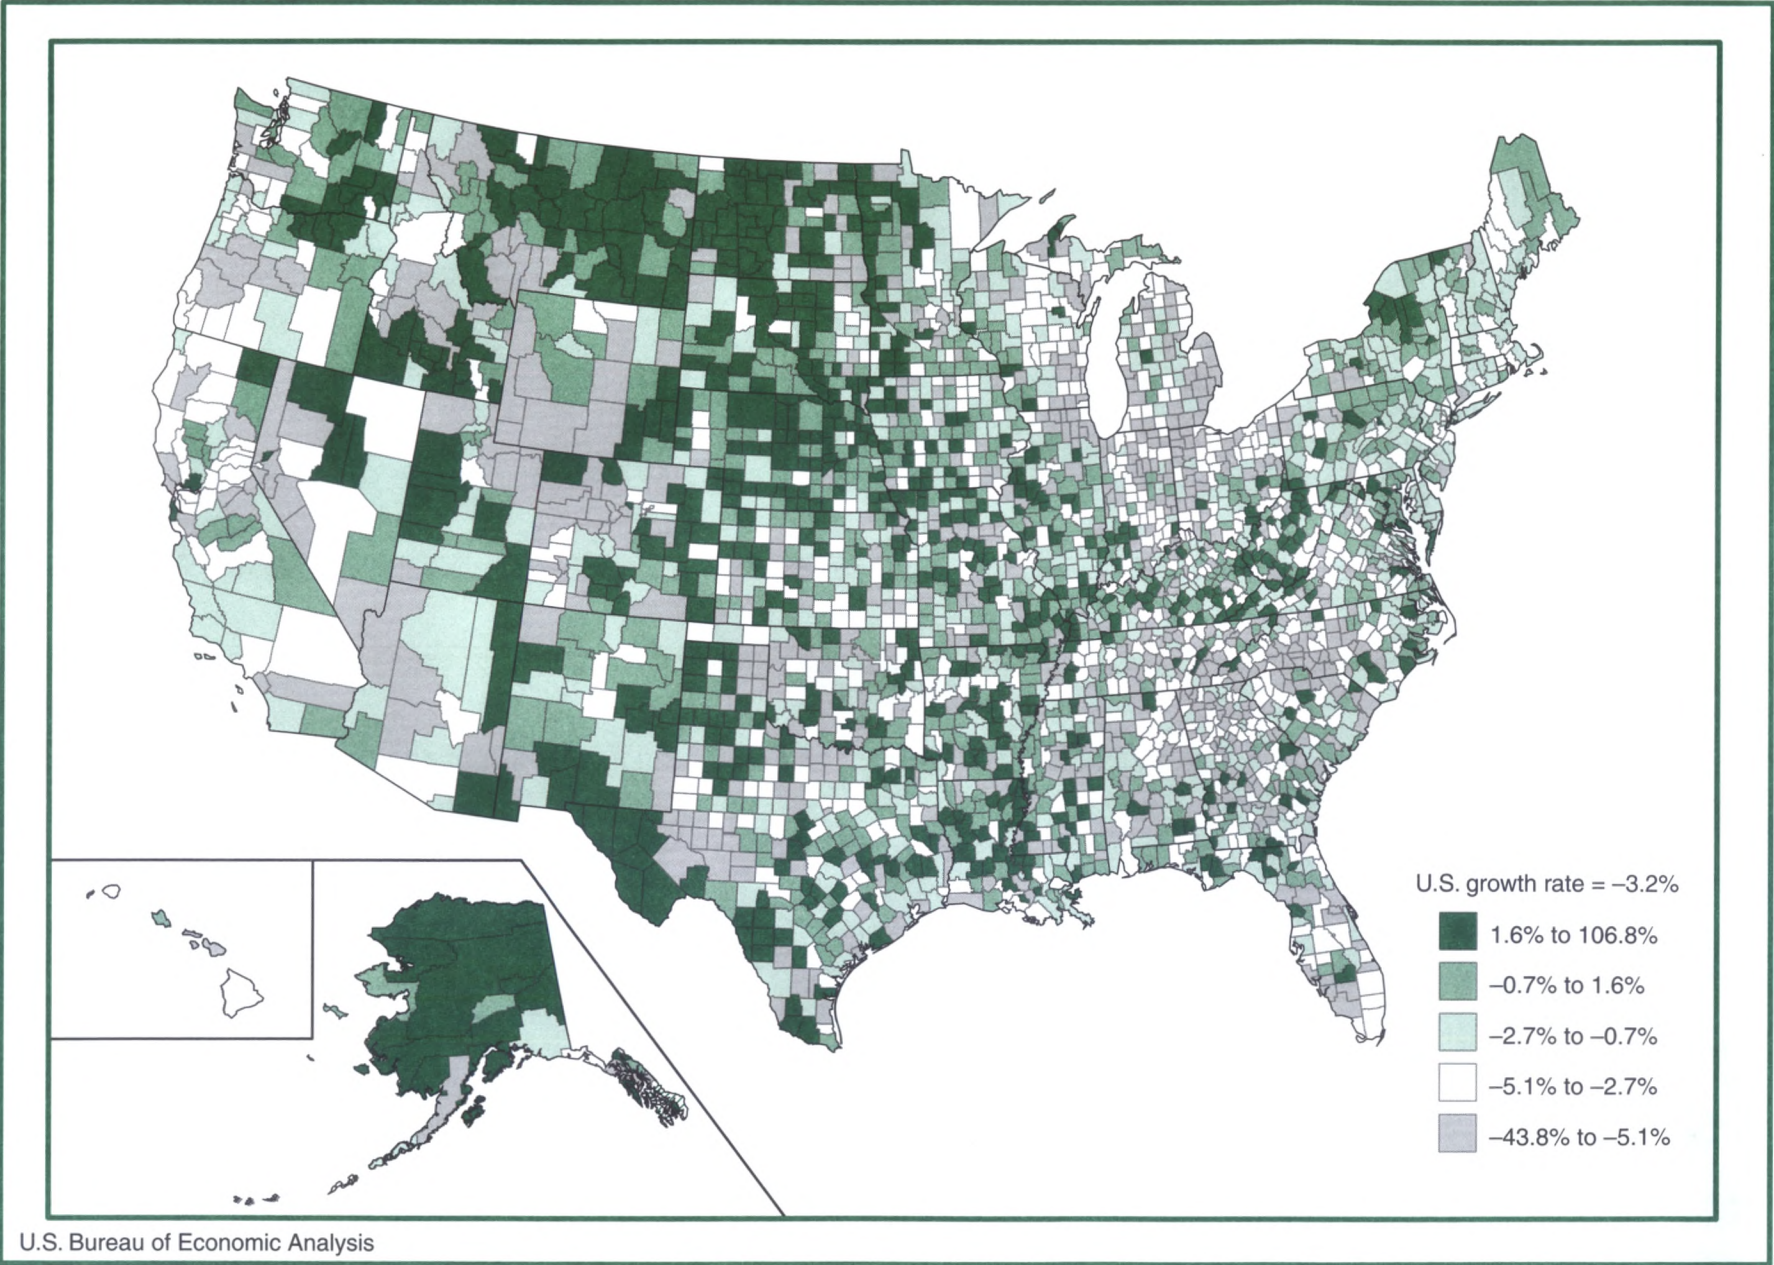 U.S. growth rate = –3.2%
1.6% to 106.8%
–0.7% to 1.6%
–2.7% to –0.7%
–5.1% to –2.7%
–43.8% to –5.1%
U.S. Bureau of Economic Analysis